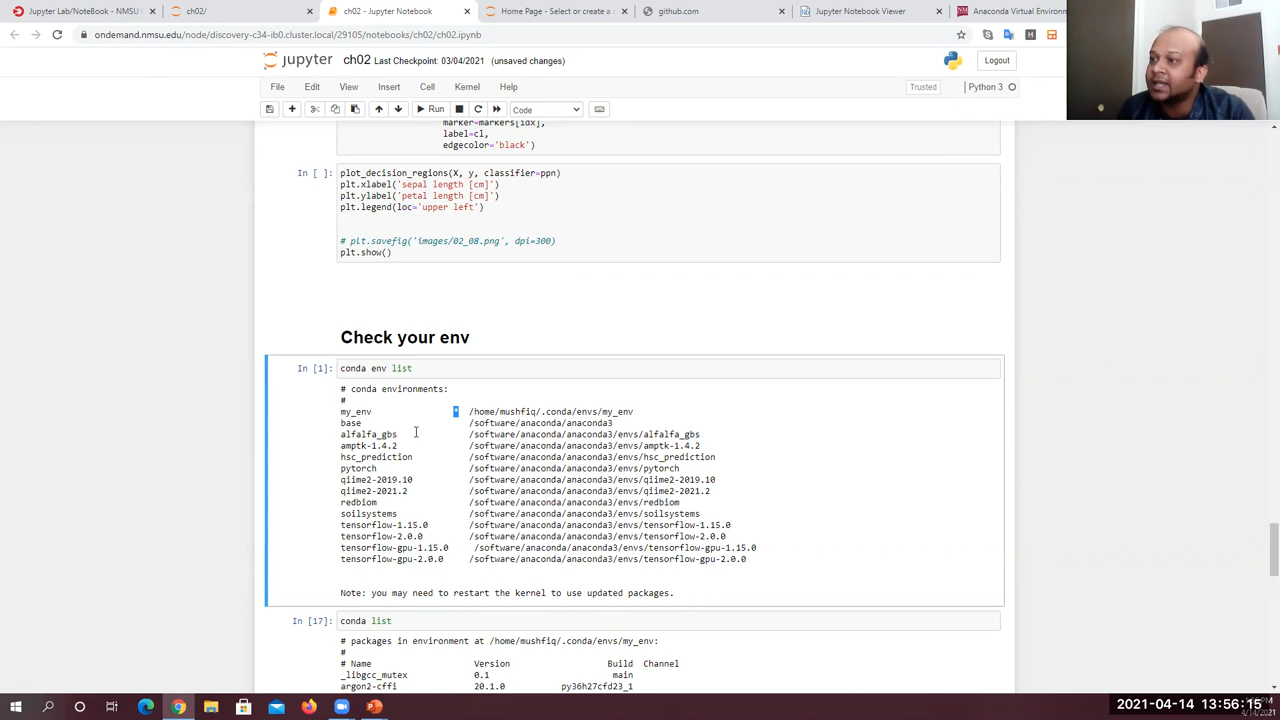 Jupyter Lab/NoteBook - NMSU
ch02/
ch02 - Jupyter Notebook
Home Page - Select or create a
github.com
Jupyter Notebook Viewer
Anaconda Virtual Environ
ondemand.nmsu.edu/node/discovery-c34-ib0.cluster.local/29105/notebooks/ch02/ch02.ipynb
jupyter ch02 Last Checkpoint: 03/04/2021 (unsaved changes)
Logout
File Edit View Insert Cell Kernel Help
Trusted
Python 3
Run
Code
marker=markers[idx],
label=cl,
edgecolor='black')
In [ ]: plot_decision_regions(X, y, classifier=ppn)
plt.xlabel('sepal length [cm]')
plt.ylabel('petal length [cm]')
plt.legend(loc='upper left')
# plt.savefig('images/02_08.png', dpi=300)
plt.show()
Check your env
In [1]: conda env list
# conda environments:
#
my_env * /home/mushfiq/.conda/envs/my_env
base /software/anaconda/anaconda3
alfalfa_gbs /software/anaconda/anaconda3/envs/alfalfa_gbs
amptk-1.4.2 /software/anaconda/anaconda3/envs/amptk-1.4.2
hsc_prediction /software/anaconda/anaconda3/envs/hsc_prediction
pytorch /software/anaconda/anaconda3/envs/pytorch
qiime2-2019.10 /software/anaconda/anaconda3/envs/qiime2-2019.10
qiime2-2021.2 /software/anaconda/anaconda3/envs/qiime2-2021.2
redbiom /software/anaconda/anaconda3/envs/redbiom
soilsystems /software/anaconda/anaconda3/envs/soilsystems
tensorflow-1.15.0 /software/anaconda/anaconda3/envs/tensorflow-1.15.0
tensorflow-2.0.0 /software/anaconda/anaconda3/envs/tensorflow-2.0.0
tensorflow-gpu-1.15.0 /software/anaconda/anaconda3/envs/tensorflow-gpu-1.15.0
tensorflow-gpu-2.0.0 /software/anaconda/anaconda3/envs/tensorflow-gpu-2.0.0
Note: you may need to restart the kernel to use updated packages.
In [17]: conda list
# packages in environment at /home/mushfiq/.conda/envs/my_env:
#
# Name Version Build Channel
_libgcc_mutex 0.1 main
argon2-cffi 20.1.0 py36h27cfd23_1
2021-04-14 13:56:15